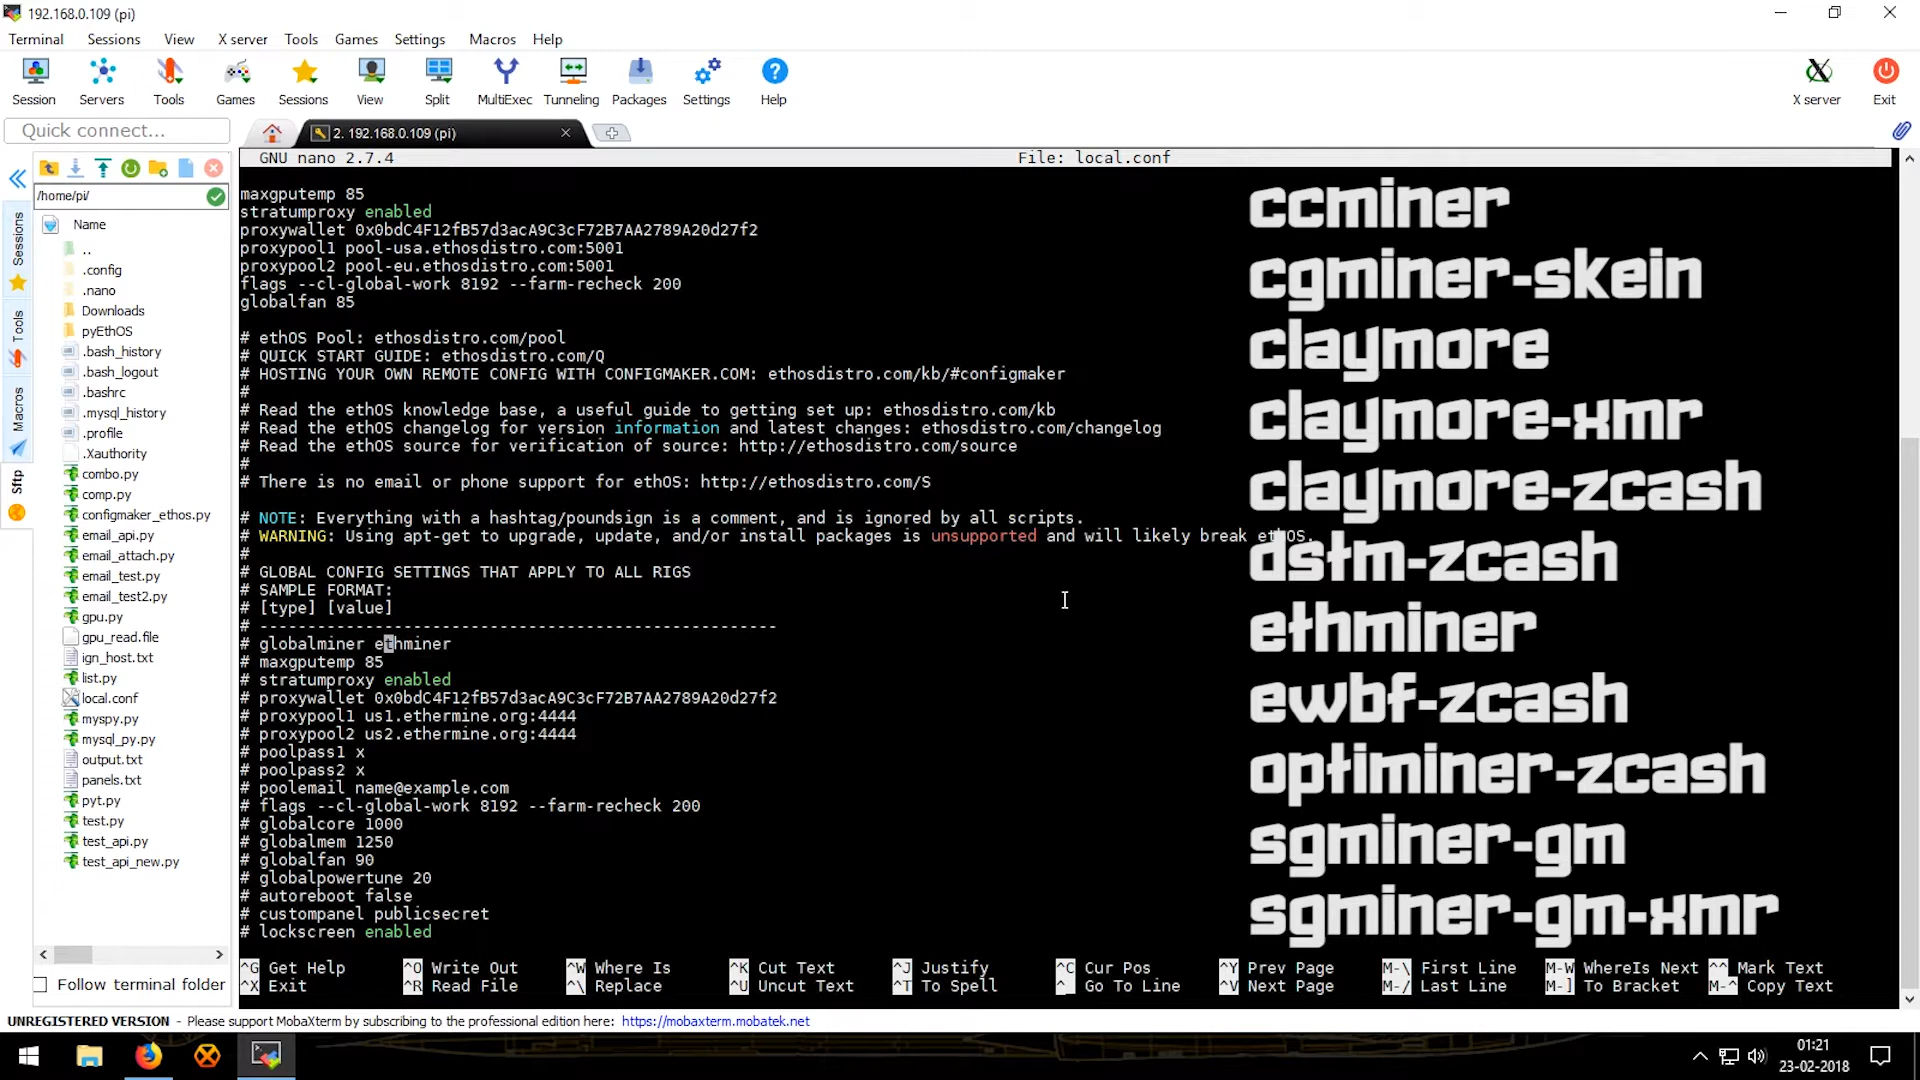 192.168.0.109 (pi)
Terminal Sessions View X server Tools Games Settings Macros Help
Session Servers Tools Games Sessions View Split MultiExec Tunneling Packages Settings Help X server Exit
Quick connect...
2. 192.168.0.109 (pi)
/home/pi/
Name
..
.config
.nano
Downloads
pyEthOS
.bash_history
.bash_logout
.bashrc
.mysql_history
.profile
.Xauthority
combo.py
comp.py
configmaker_ethos.py
email_api.py
email_attach.py
email_test.py
email_test2.py
gpu.py
gpu_read.file
ign_host.txt
list.py
local.conf
myspy.py
mysql_py.py
output.txt
panels.txt
pyt.py
test.py
test_api.py
test_api_new.py
Follow terminal folder
Sessions
Tools
Macros
Sftp
GNU nano 2.7.4 File: local.conf
maxgputemp 85
stratumproxy enabled
proxywallet 0x0bdC4F12fB57d3acA9C3cF72B7AA2789A20d27f2
proxypool1 pool-usa.ethosdistro.com:5001
proxypool2 pool-eu.ethosdistro.com:5001
flags --cl-global-work 8192 --farm-recheck 200
globalfan 85
# ethOS Pool: ethosdistro.com/pool
# QUICK START GUIDE: ethosdistro.com/Q
# HOSTING YOUR OWN REMOTE CONFIG WITH CONFIGMAKER.COM: ethosdistro.com/kb/#configmaker
#
# Read the ethOS knowledge base, a useful guide to getting set up: ethosdistro.com/kb
# Read the ethOS changelog for version information and latest changes: ethosdistro.com/changelog
# Read the ethOS source for verification of source: http://ethosdistro.com/source
#
# There is no email or phone support for ethOS: http://ethosdistro.com/S
# NOTE: Everything with a hashtag/poundsign is a comment, and is ignored by all scripts.
# WARNING: Using apt-get to upgrade, update, and/or install packages is unsupported and will likely break ethOS.
#
# GLOBAL CONFIG SETTINGS THAT APPLY TO ALL RIGS
# SAMPLE FORMAT:
# [type] [value]
# ------------------------------------------------------
# globalminer ethminer
# maxgputemp 85
# stratumproxy enabled
# proxywallet 0x0bdC4F12fB57d3acA9C3cF72B7AA2789A20d27f2
# proxypool1 us1.ethermine.org:4444
# proxypool2 us2.ethermine.org:4444
# poolpass1 x
# poolpass2 x
# poolemail name@example.com
# flags --cl-global-work 8192 --farm-recheck 200
# globalcore 1000
# globalmem 1250
# globalfan 90
# globalpowertune 20
# autoreboot false
# custompanel publicsecret
# lockscreen enabled
ccminer
cgminer-skein
claymore
claymore-xmr
claymore-zcash
dstm-zcash
ethminer
ewbf-zcash
optiminer-zcash
sgminer-gm
sgminer-gm-xmr
^G Get Help ^O Write Out ^W Where Is ^K Cut Text ^J Justify ^C Cur Pos ^Y Prev Page M-\ First Line M-W WhereIs Next ^^ Mark Text
^X Exit ^R Read File ^\ Replace ^U Uncut Text ^T To Spell ^_ Go To Line ^V Next Page M-/ Last Line M-] To Bracket M-^ Copy Text
UNREGISTERED VERSION - Please support MobaXterm by subscribing to the professional edition here: https://mobaxterm.mobatek.net
01:21
23-02-2018